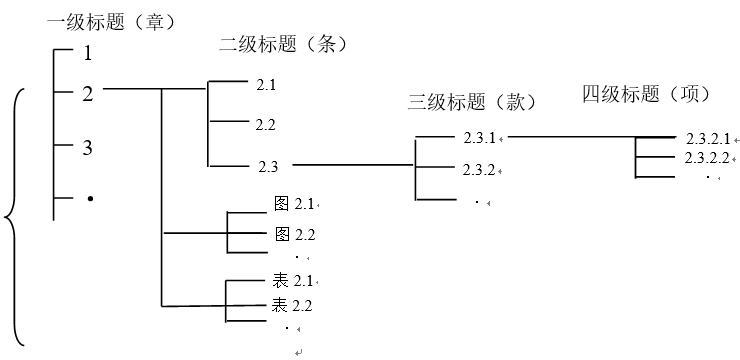 一级标题（章）
1
2
3
·
二级标题（条）
2.1
2.2
2.3
三级标题（款）
2.3.1
2.3.2
·
四级标题（项）
2.3.2.1
2.3.2.2
·
图 2.1
图 2.2
·
表 2.1
表 2.2
·